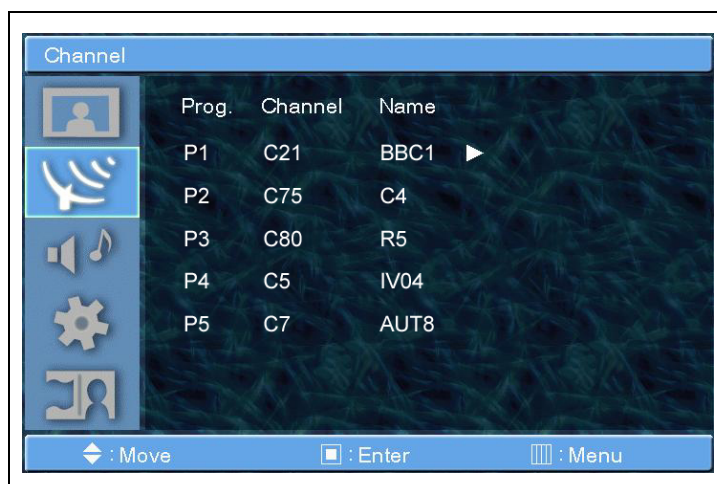 Channel
Prog. Channel Name
P1 C21 BBC1
P2 C75 C4
P3 C80 R5
P4 C5 IV04
P5 C7 AUT8
: Move : Enter : Menu